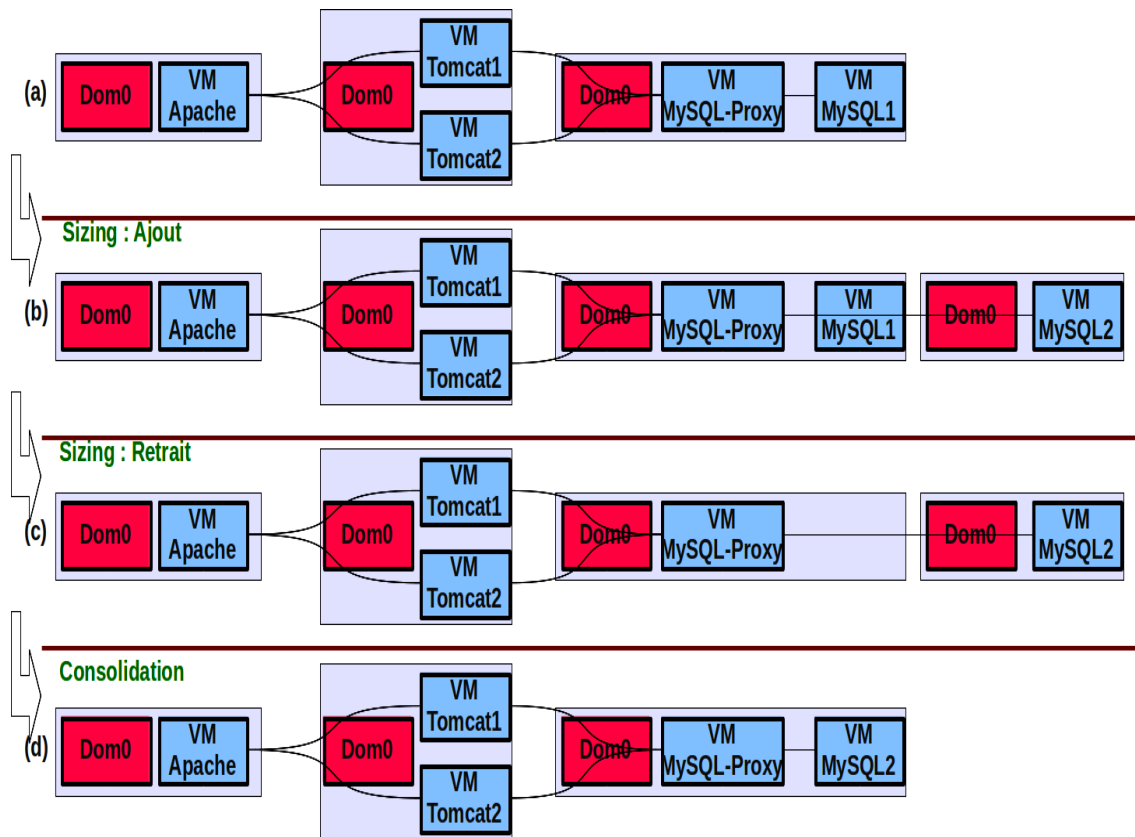 (a)
Dom0
VM
Apache
Dom0
VM
Tomcat1
VM
Tomcat2
Dom0
VM
MySQL-Proxy
VM
MySQL1
Sizing : Ajout
(b)
Dom0
VM
Apache
Dom0
VM
Tomcat1
VM
Tomcat2
Dom0
VM
MySQL-Proxy
VM
MySQL1
Dom0
VM
MySQL2
Sizing : Retrait
(c)
Dom0
VM
Apache
Dom0
VM
Tomcat1
VM
Tomcat2
Dom0
VM
MySQL-Proxy
Dom0
VM
MySQL2
Consolidation
(d)
Dom0
VM
Apache
Dom0
VM
Tomcat1
VM
Tomcat2
Dom0
VM
MySQL-Proxy
VM
MySQL2